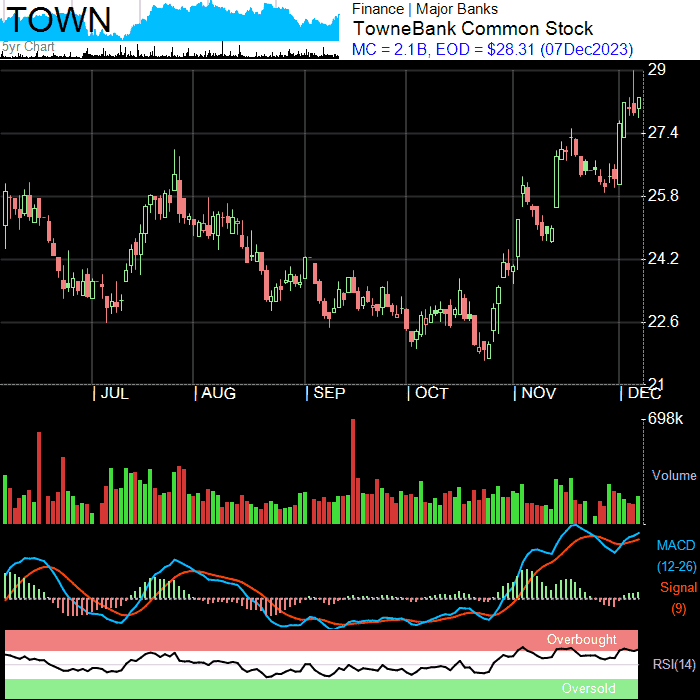 TOWN
5yr Chart
Finance | Major Banks
TowneBank Common Stock
MC = 2.1B, EOD = $28.31 (07Dec2023)
29
27.4
25.8
24.2
22.6
21
JUL
AUG
SEP
OCT
NOV
DEC
698k
Volume
MACD
(12-26)
Signal
(9)
Overbought
RSI(14)
Oversold